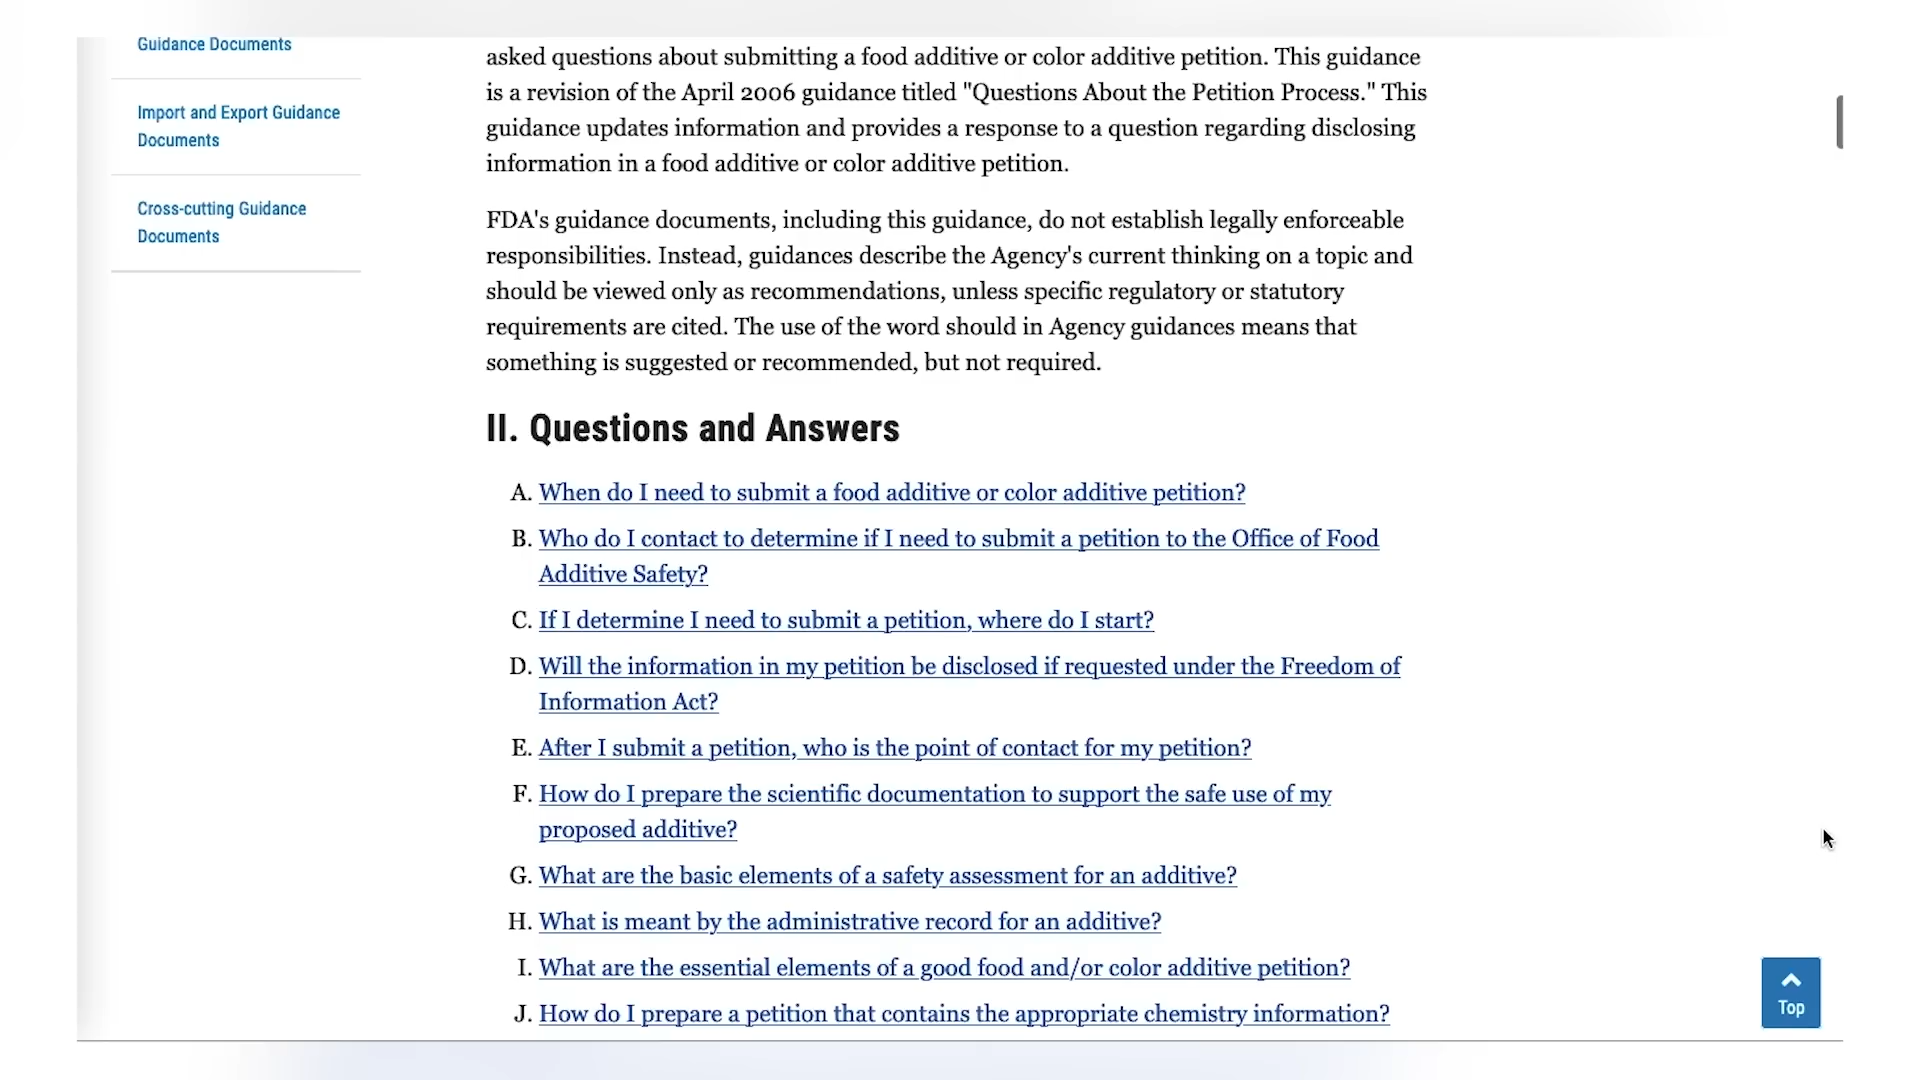 Guidance Documents
Import and Export Guidance
Documents
Cross-cutting Guidance
Documents
asked questions about submitting a food additive or color additive petition. This guidance
is a revision of the April 2006 guidance titled "Questions About the Petition Process." This
guidance updates information and provides a response to a question regarding disclosing
information in a food additive or color additive petition.
FDA's guidance documents, including this guidance, do not establish legally enforceable
responsibilities. Instead, guidances describe the Agency's current thinking on a topic and
should be viewed only as recommendations, unless specific regulatory or statutory
requirements are cited. The use of the word should in Agency guidances means that
something is suggested or recommended, but not required.
II. Questions and Answers
A. When do I need to submit a food additive or color additive petition?
B. Who do I contact to determine if I need to submit a petition to the Office of Food
Additive Safety?
C. If I determine I need to submit a petition, where do I start?
D. Will the information in my petition be disclosed if requested under the Freedom of
Information Act?
E. After I submit a petition, who is the point of contact for my petition?
F. How do I prepare the scientific documentation to support the safe use of my
proposed additive?
G. What are the basic elements of a safety assessment for an additive?
H. What is meant by the administrative record for an additive?
I. What are the essential elements of a good food and/or color additive petition?
J. How do I prepare a petition that contains the appropriate chemistry information?
Top